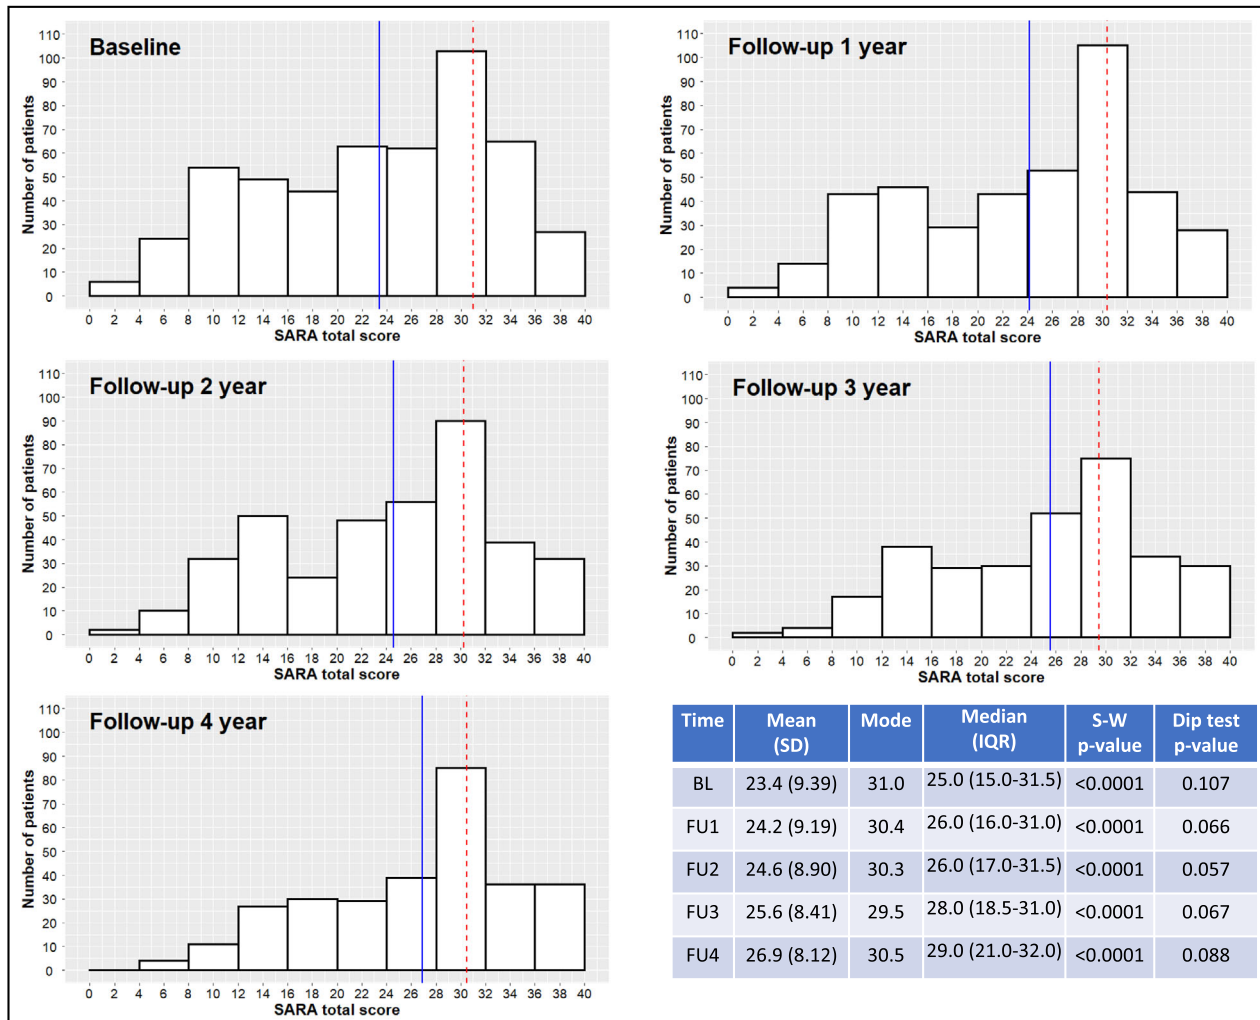 Baseline
Number of patients
110
100
90
80
70
60
50
40
30
20
10
0
0 2 4 6 8 10 12 14 16 18 20 22 24 26 28 30 32 34 36 38 40
SARA total score
Follow-up 1 year
Number of patients
110
100
90
80
70
60
50
40
30
20
10
0
0 2 4 6 8 10 12 14 16 18 20 22 24 26 28 30 32 34 36 38 40
SARA total score
Follow-up 2 year
Number of patients
110
100
90
80
70
60
50
40
30
20
10
0
0 2 4 6 8 10 12 14 16 18 20 22 24 26 28 30 32 34 36 38 40
SARA total score
Follow-up 3 year
Number of patients
110
100
90
80
70
60
50
40
30
20
10
0
0 2 4 6 8 10 12 14 16 18 20 22 24 26 28 30 32 34 36 38 40
SARA total score
Follow-up 4 year
Number of patients
110
100
90
80
70
60
50
40
30
20
10
0
0 2 4 6 8 10 12 14 16 18 20 22 24 26 28 30 32 34 36 38 40
SARA total score
Time Mean Mode Median S-W Dip test
(SD) (IQR) p-value p-value
BL 23.4 (9.39) 31.0 25.0 (15.0-31.5) <0.0001 0.107
FU1 24.2 (9.19) 30.4 26.0 (16.0-31.0) <0.0001 0.066
FU2 24.6 (8.90) 30.3 26.0 (17.0-31.5) <0.0001 0.057
FU3 25.6 (8.41) 29.5 28.0 (18.5-31.0) <0.0001 0.067
FU4 26.9 (8.12) 30.5 29.0 (21.0-32.0) <0.0001 0.088